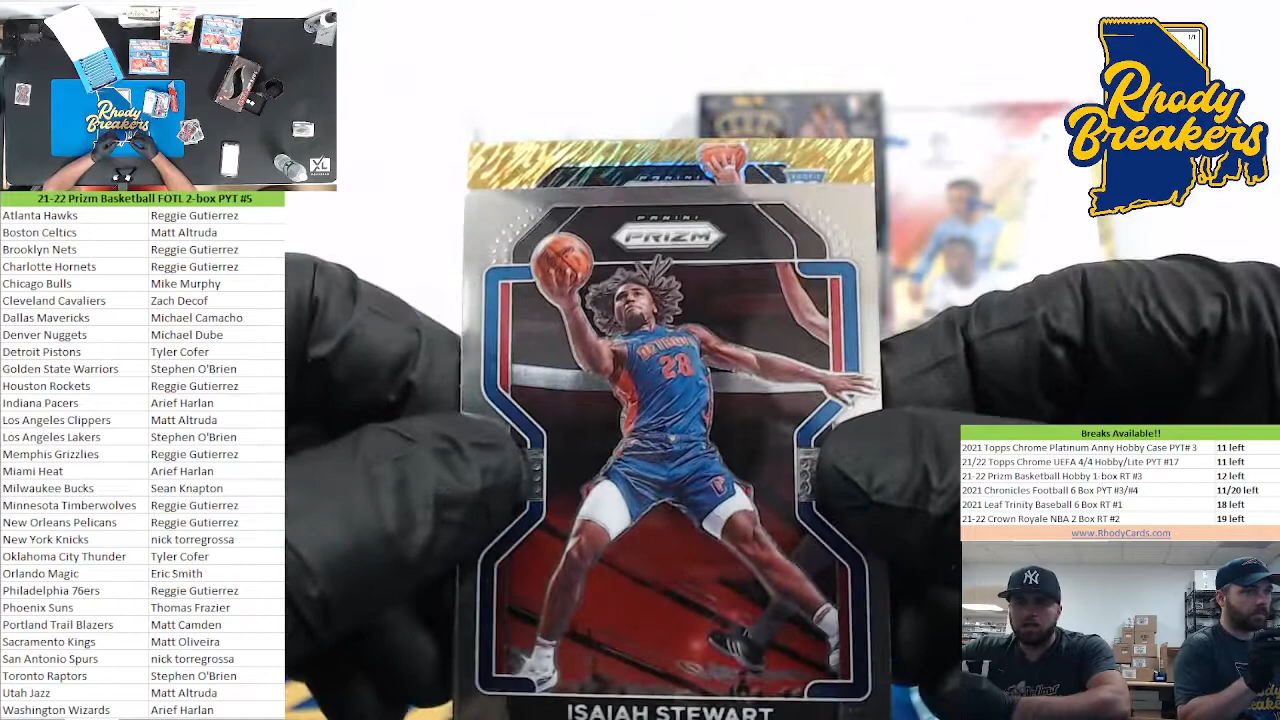 21-22 Prizm Basketball FOTL 2-box PYT #5
Atlanta Hawks Reggie Gutierrez
Boston Celtics Matt Altruda
Brooklyn Nets Reggie Gutierrez
Charlotte Hornets Reggie Gutierrez
Chicago Bulls Mike Murphy
Cleveland Cavaliers Zach Decof
Dallas Mavericks Michael Camacho
Denver Nuggets Michael Dube
Detroit Pistons Tyler Cofer
Golden State Warriors Stephen O'Brien
Houston Rockets Reggie Gutierrez
Indiana Pacers Arief Harlan
Los Angeles Clippers Matt Altruda
Los Angeles Lakers Stephen O'Brien
Memphis Grizzlies Reggie Gutierrez
Miami Heat Arief Harlan
Milwaukee Bucks Sean Knapton
Minnesota Timberwolves Reggie Gutierrez
New Orleans Pelicans Reggie Gutierrez
New York Knicks nick torregrossa
Oklahoma City Thunder Tyler Cofer
Orlando Magic Eric Smith
Philadelphia 76ers Reggie Gutierrez
Phoenix Suns Thomas Frazier
Portland Trail Blazers Matt Camden
Sacramento Kings Matt Oliveira
San Antonio Spurs nick torregrossa
Toronto Raptors Stephen O'Brien
Utah Jazz Matt Altruda
Washington Wizards Arief Harlan
Rhody
Breakers
XL
PANINI
ROOKIE
PANINI
PRIZM
DETROIT
28
ISAIAH STEWART
1/1
Rhody
Breakers
Breaks Available!!
2021 Topps Chrome Platinum Anny Hobby Case PYT# 3 11 left
21/22 Topps Chrome UEFA 4/4 Hobby/Lite PYT #17 11 left
21-22 Prizm Basketball Hobby 1-box RT #3 12 left
2021 Chronicles Football 6 Box PYT #3/#4 11/20 left
2021 Leaf Trinity Baseball 6 Box RT #1 18 left
21-22 Crown Royale NBA 2 Box RT #2 19 left
www.RhodyCards.com
NY
Rhody